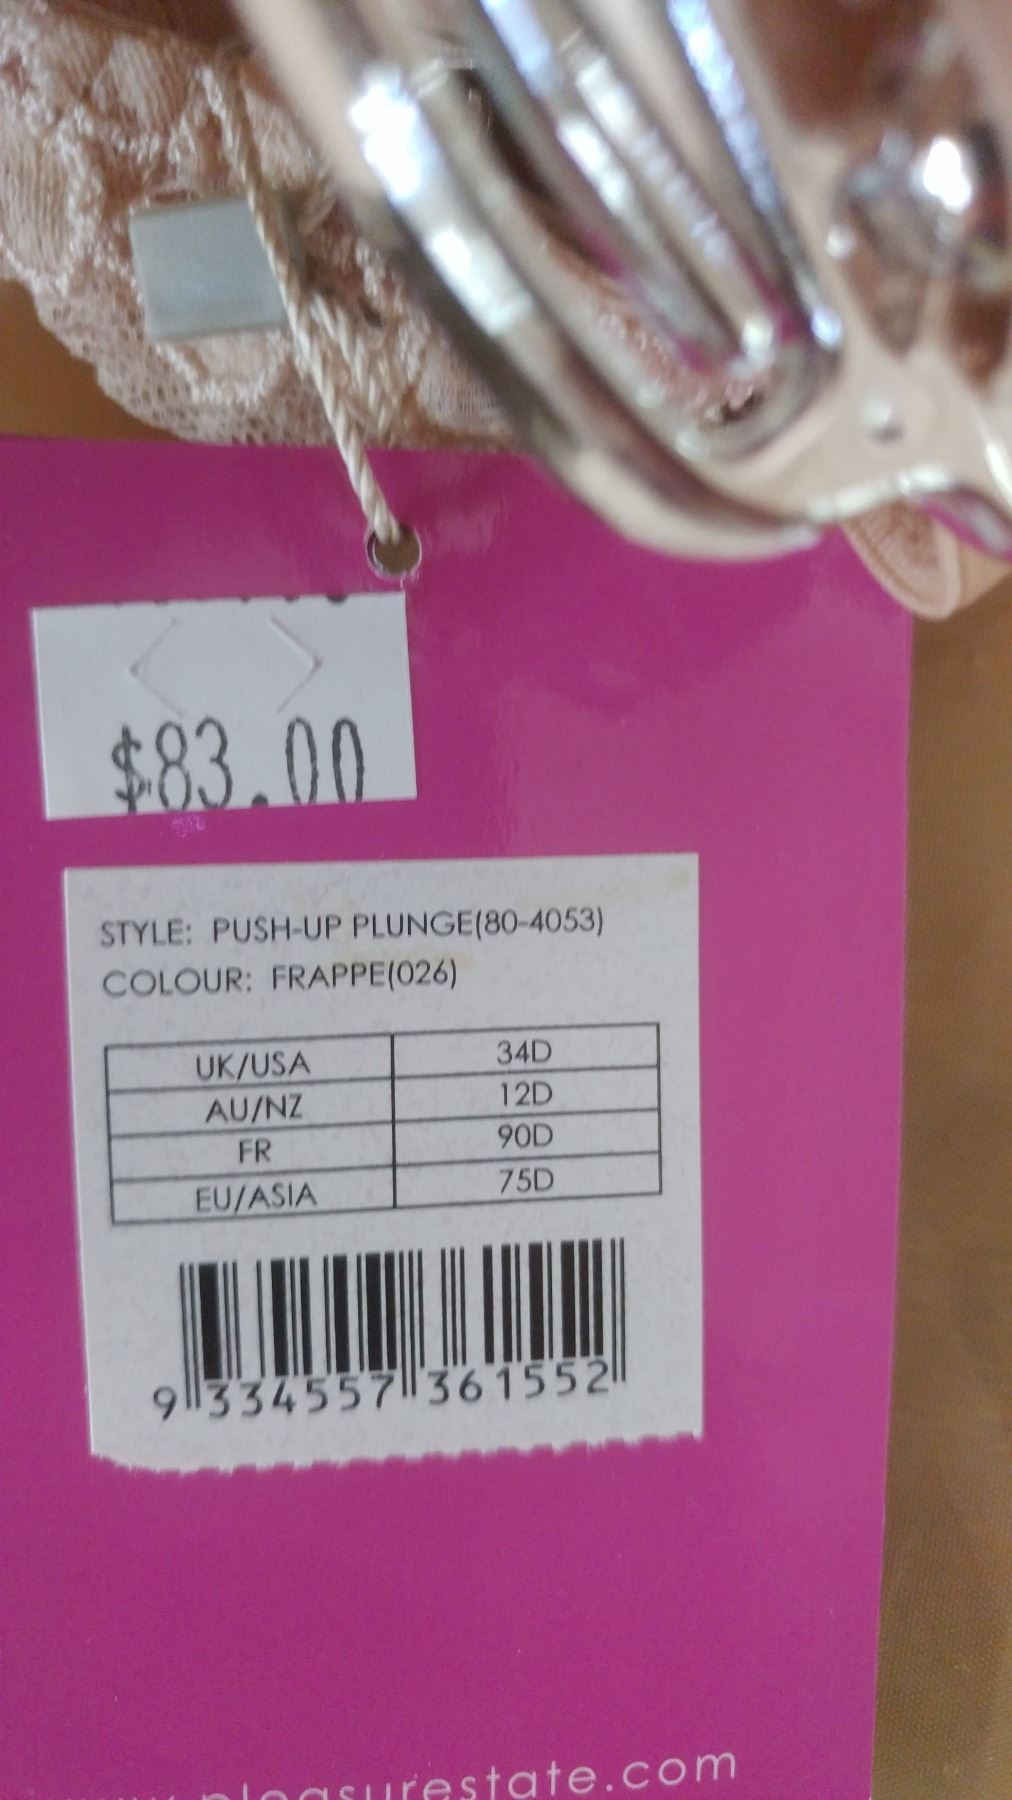 $83.00
STYLE: PUSH-UP PLUNGE(80-4053)
COLOUR: FRAPPE(026)
UK/USA 34D
AU/NZ 12D
FR 90D
EU/ASIA 75D
9 334557 361552
pleasurestate.com